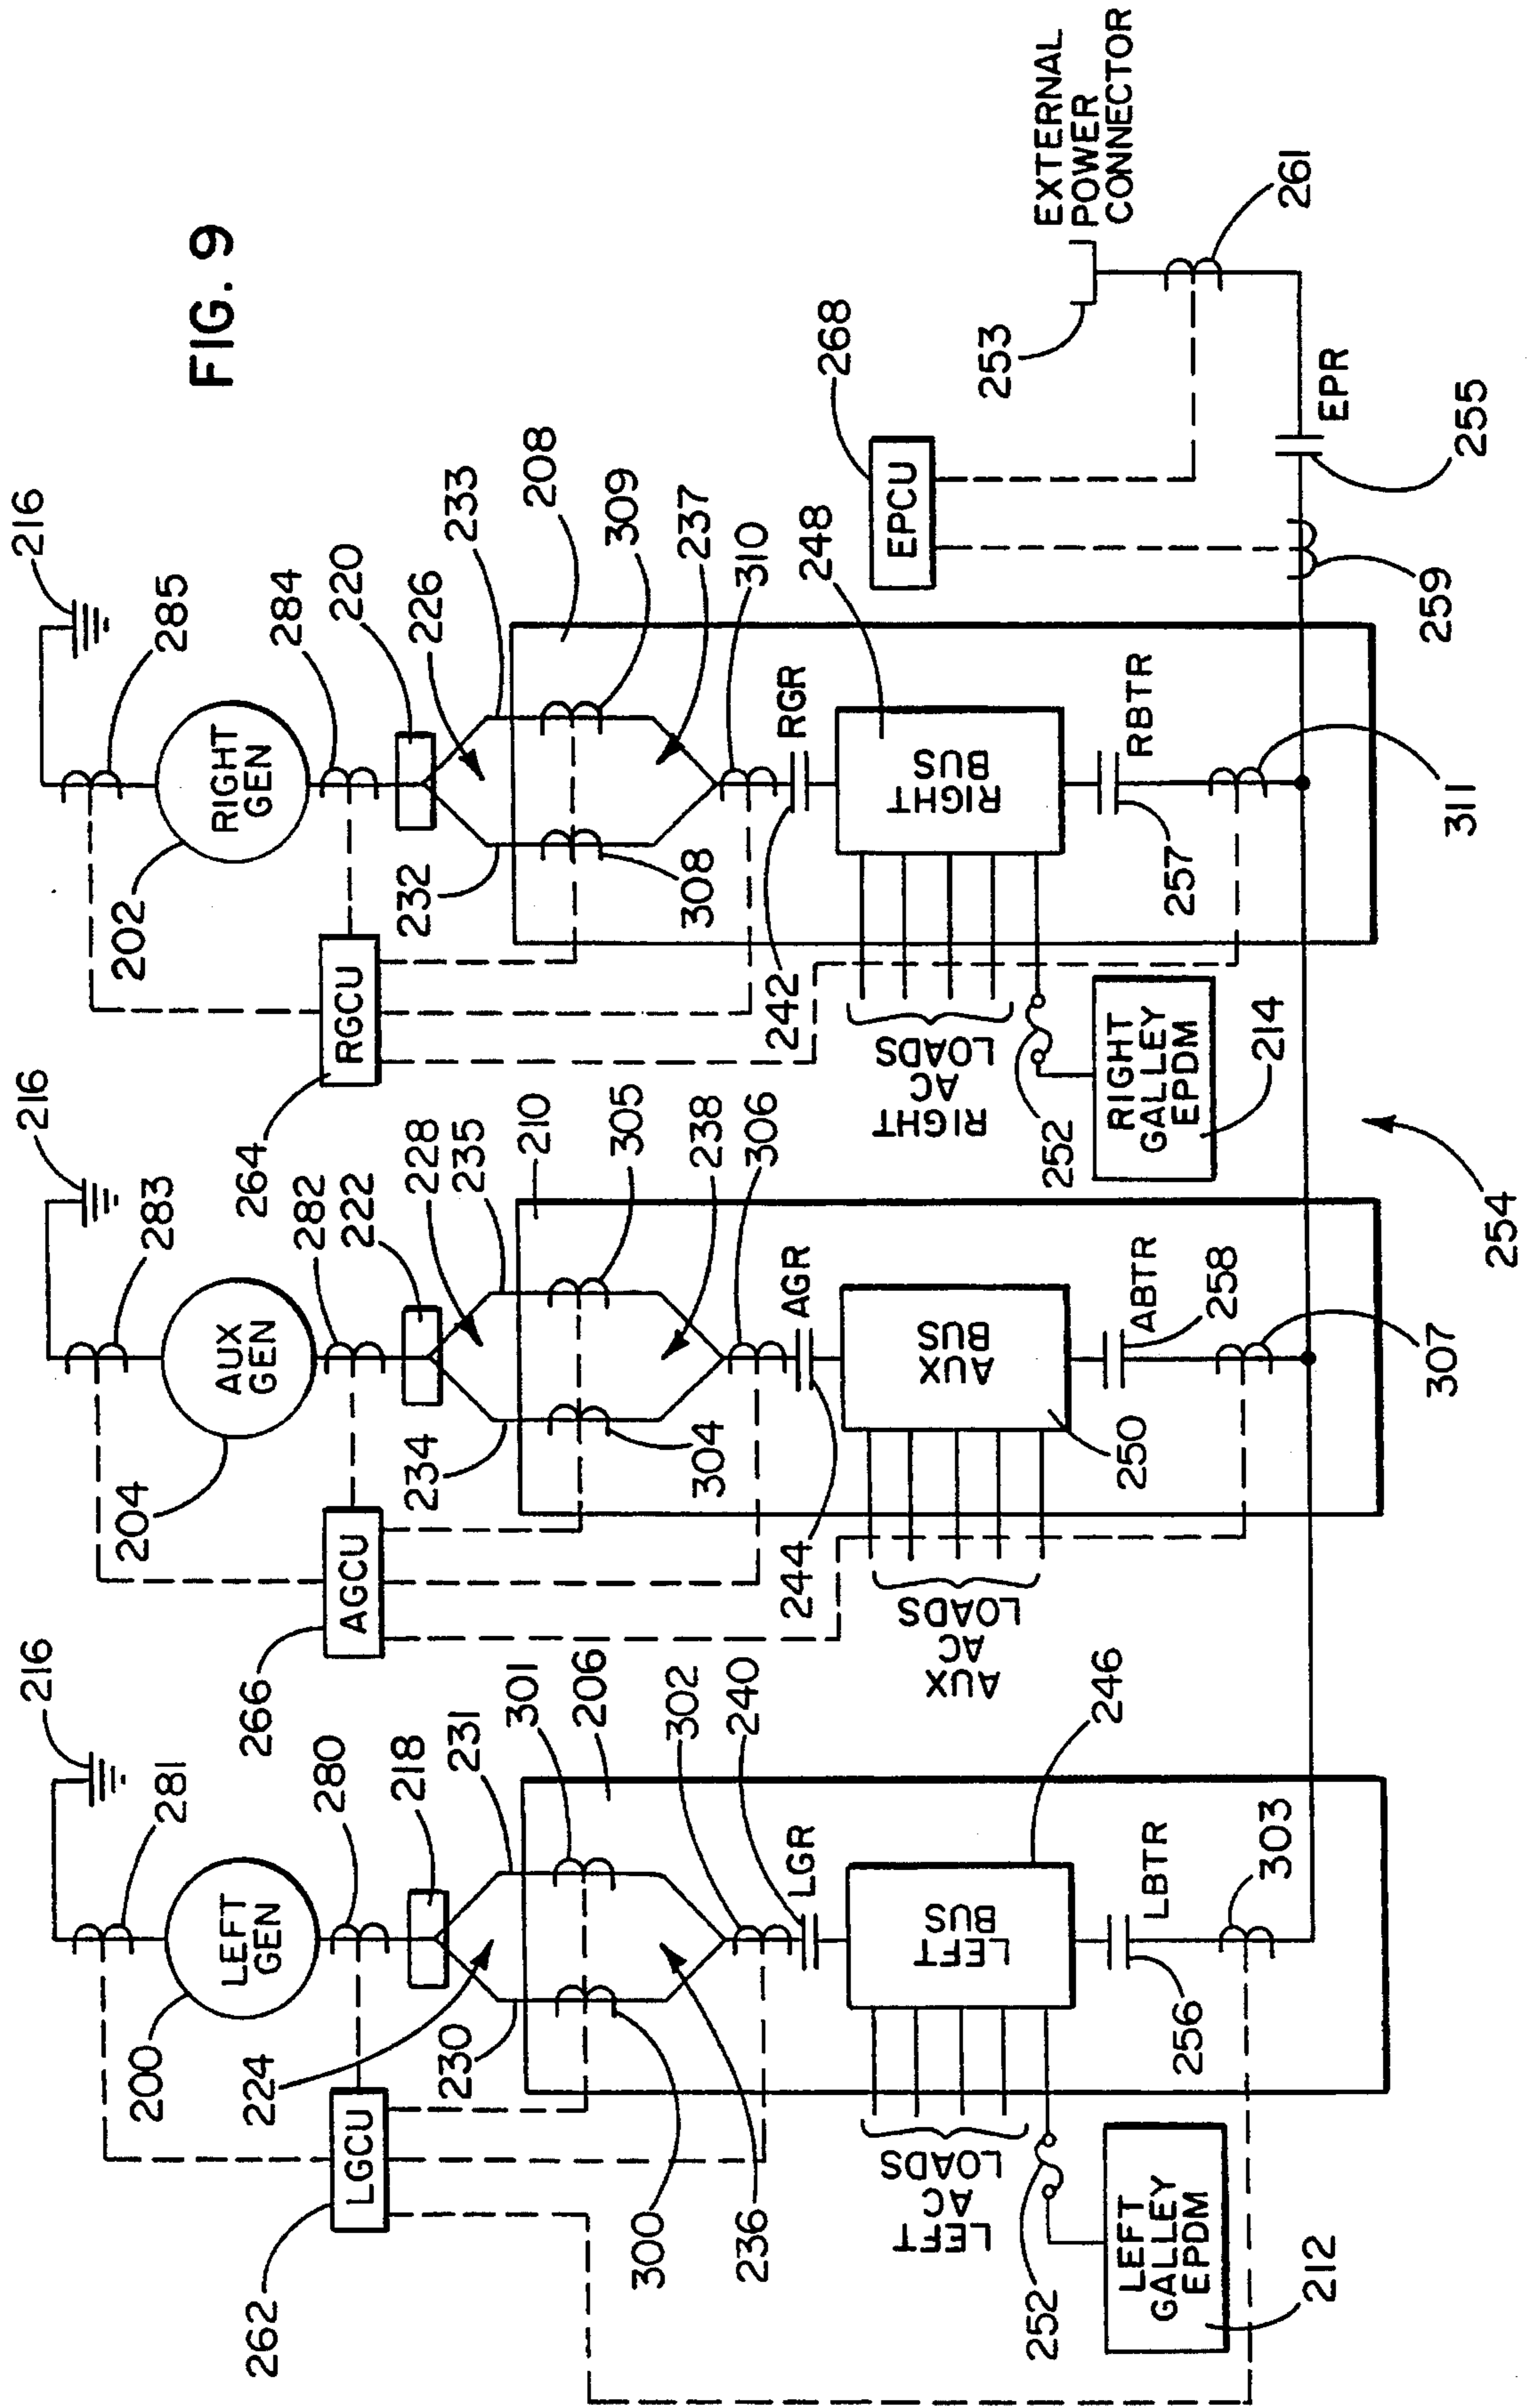 FIG. 9
216
281
LEFT
GEN
200
280
218
224
LGCU
262
230
231
301
206
300
236
302
240
LGR
LEFT
BUS
246
LEFT
AC
LOADS
252
LEFT
GALLEY
EPDM
212
LBTR
256
303
216
283
AUX
GEN
204
282
222
228
AGCU
266
234
235
210
305
304
238
306
AGR
244
AUX
BUS
250
AUX
AC
LOADS
ABTR
258
307
216
285
RIGHT
GEN
202
284
220
226
RGCU
264
232
233
208
309
308
237
310
RGR
242
RIGHT
BUS
248
RIGHT
AC
LOADS
252
RIGHT
GALLEY
EPDM
214
RBTR
257
311
254
EPCU
268
259
EPR
255
253
EXTERNAL
POWER
CONNECTOR
261